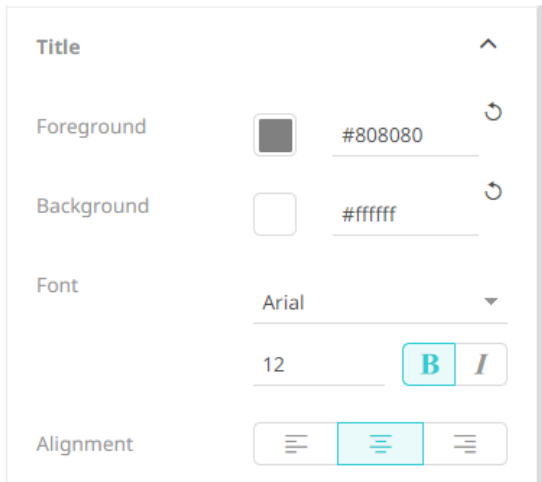 Title
Foreground
#808080
Background
#ffffff
Font
Arial
12
B I
Alignment